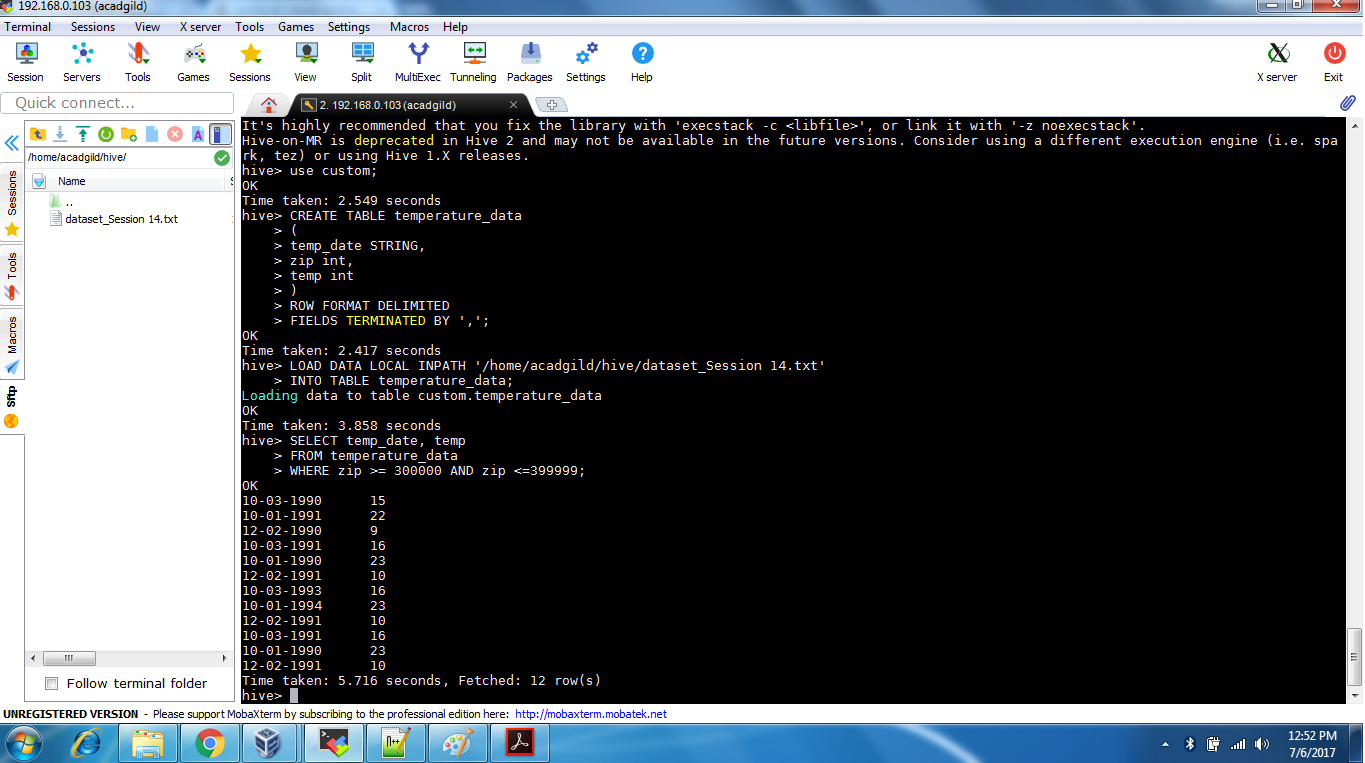 192.168.0.103 (acadgild)
Terminal Sessions View X server Tools Games Settings Macros Help
Session Servers Tools Games Sessions View Split MultiExec Tunneling Packages Settings Help X server Exit
Quick connect...
2. 192.168.0.103 (acadgild)
/home/acadgild/hive/
Name
..
dataset_Session 14.txt
Sessions
Tools
Macros
Sftp
It's highly recommended that you fix the library with 'execstack -c <libfile>', or link it with '-z noexecstack'.
Hive-on-MR is deprecated in Hive 2 and may not be available in the future versions. Consider using a different execution engine (i.e. spa
rk, tez) or using Hive 1.X releases.
hive> use custom;
OK
Time taken: 2.549 seconds
hive> CREATE TABLE temperature_data
    > (
    > temp_date STRING,
    > zip int,
    > temp int
    > )
    > ROW FORMAT DELIMITED
    > FIELDS TERMINATED BY ',';
OK
Time taken: 2.417 seconds
hive> LOAD DATA LOCAL INPATH '/home/acadgild/hive/dataset_Session 14.txt'
    > INTO TABLE temperature_data;
Loading data to table custom.temperature_data
OK
Time taken: 3.858 seconds
hive> SELECT temp_date, temp
    > FROM temperature_data
    > WHERE zip >= 300000 AND zip <=399999;
OK
10-03-1990      15
10-01-1991      22
12-02-1990      9
10-03-1991      16
10-01-1990      23
12-02-1991      10
10-03-1993      16
10-01-1994      23
12-02-1991      10
10-03-1991      16
10-01-1990      23
12-02-1991      10
Time taken: 5.716 seconds, Fetched: 12 row(s)
hive>
Follow terminal folder
UNREGISTERED VERSION - Please support MobaXterm by subscribing to the professional edition here: http://mobaxterm.mobatek.net
12:52 PM
7/6/2017